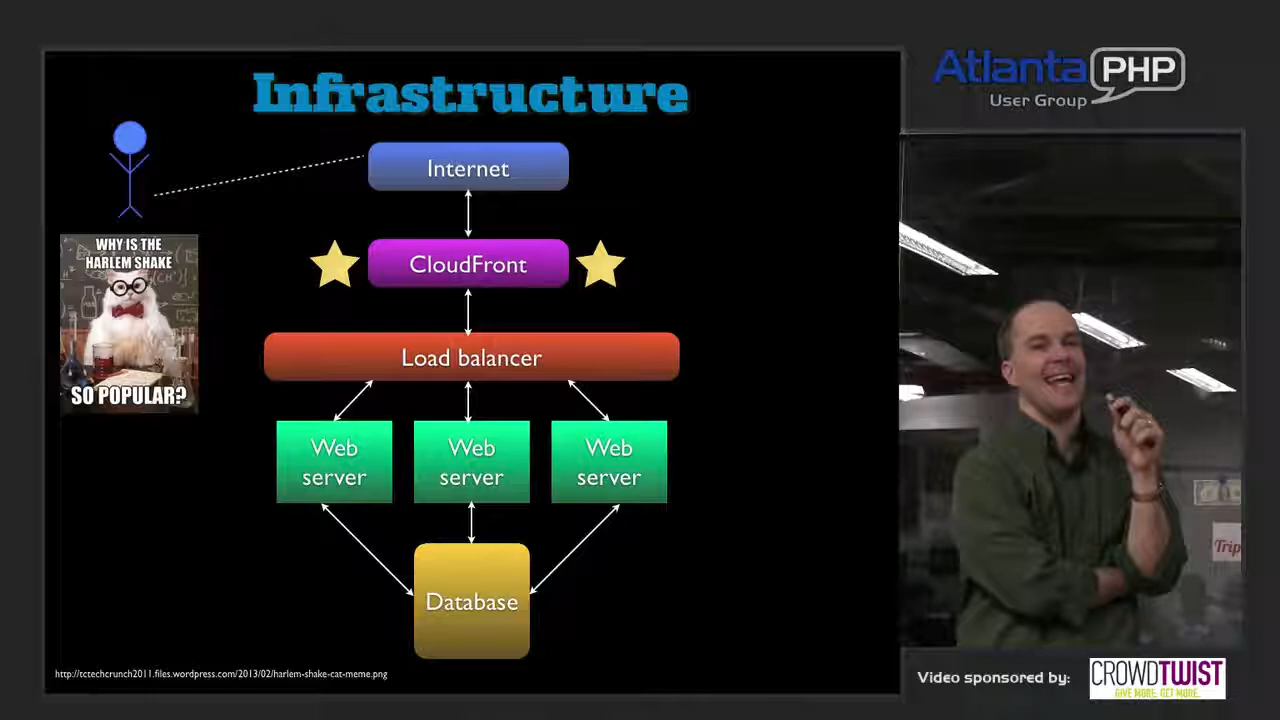 Infrastructure
Atlanta PHP
User Group
Internet
WHY IS THE
HARLEM SHAKE
SO POPULAR?
CloudFront
Load balancer
Web
server
Web
server
Web
server
Database
Trip
http://tctechcrunch2011.files.wordpress.com/2013/02/harlem-shake-cat-meme.png
Video sponsored by:
CROWDTWIST
GIVE MORE. GET MORE.